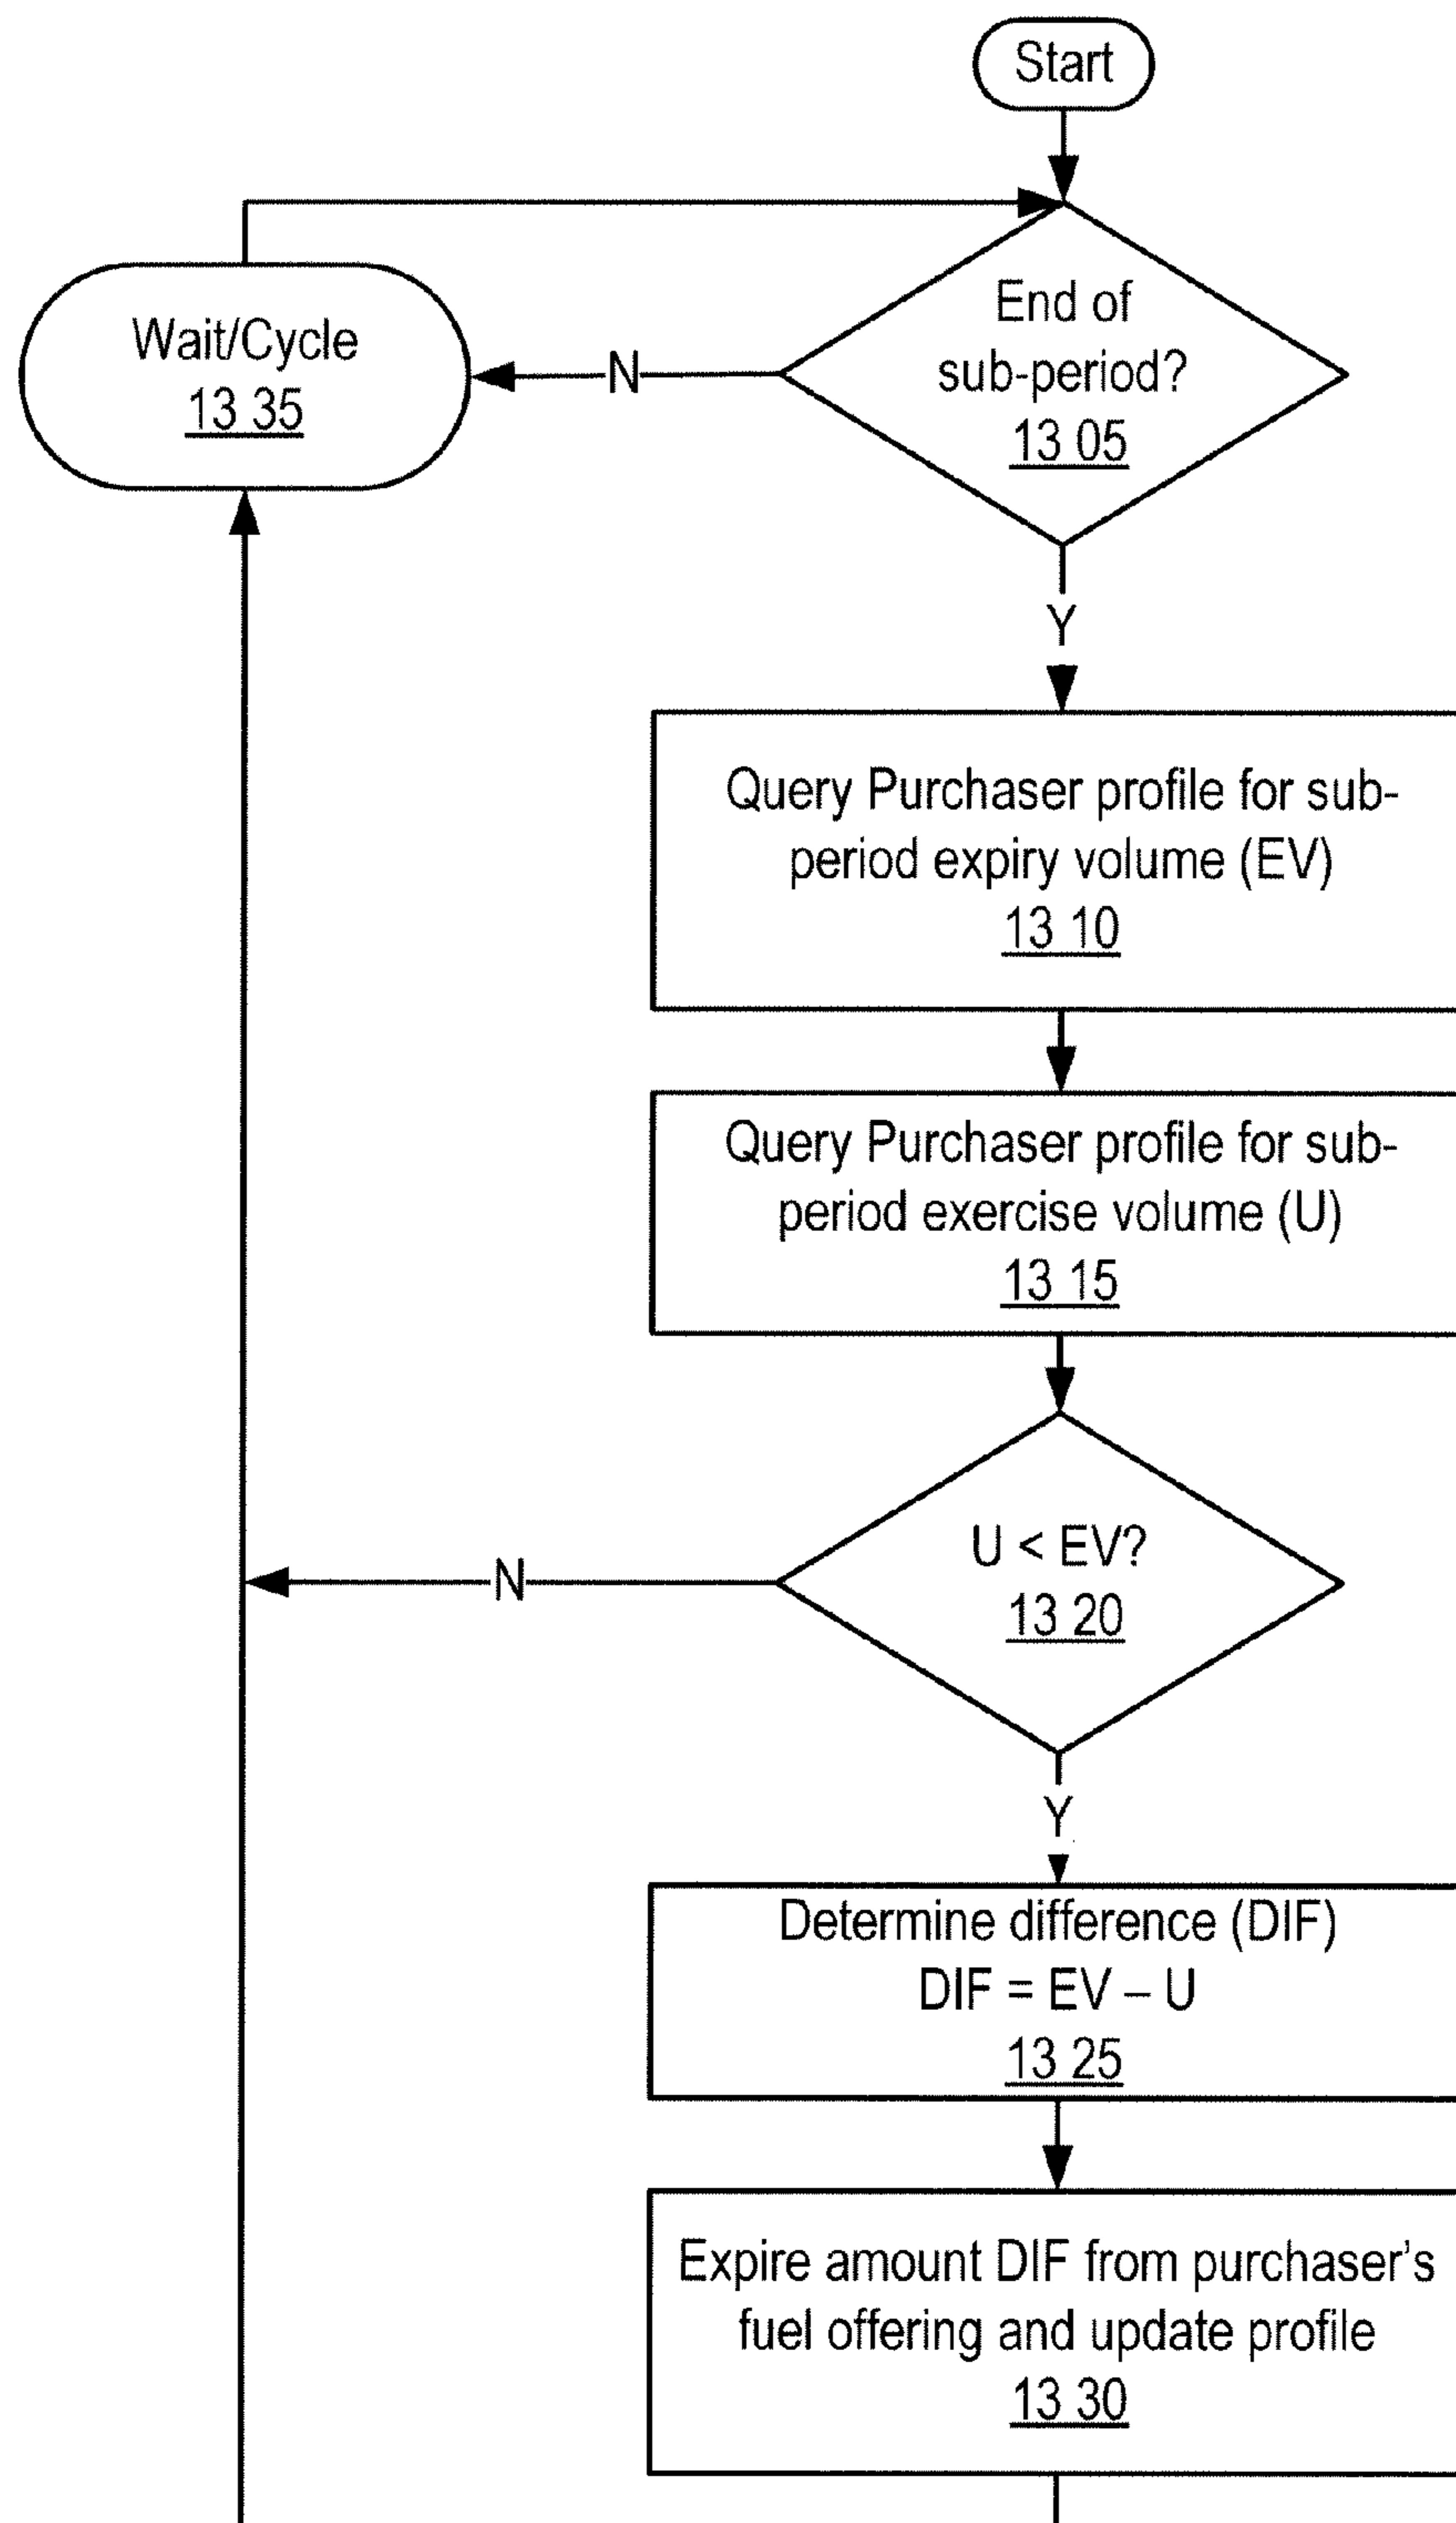 Start
End of
sub-period?
13 05
N
Wait/Cycle
13 35
Y
Query Purchaser profile for sub-
period expiry volume (EV)
13 10
Query Purchaser profile for sub-
period exercise volume (U)
13 15
U < EV?
13 20
N
Y
Determine difference (DIF)
DIF = EV – U
13 25
Expire amount DIF from purchaser's
fuel offering and update profile
13 30